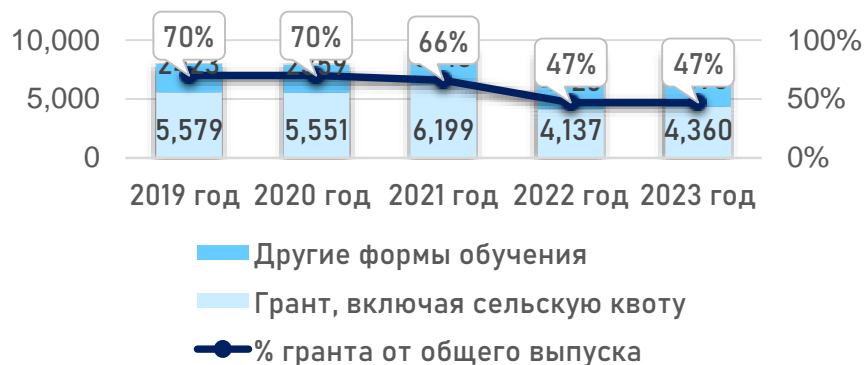 10,000
5,000
0
70%
70%
66%
47%
47%
100%
50%
0%
5,579
5,551
6,199
4,137
4,360
2019 год
2020 год
2021 год
2022 год
2023 год
Другие формы обучения
Грант, включая сельскую квоту
% гранта от общего выпуска